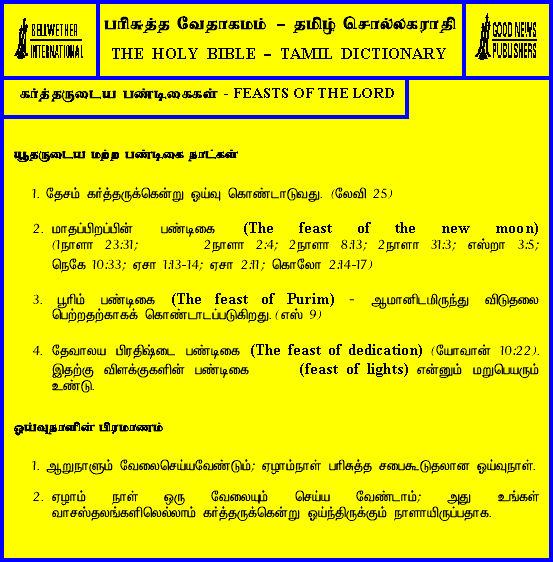 BELLWETHER
INTERNATIONAL
பரிசுத்த வேதாகமம் – தமிழ் சொல்லகராதி
THE HOLY BIBLE – TAMIL DICTIONARY
GOOD NEWS
PUBLISHERS
கர்த்தருடைய பண்டிகைகள் - FEASTS OF THE LORD
யூதருடைய மற்ற பண்டிகை நாட்கள்
1. தேசம் கர்த்தருக்கென்று ஓய்வு கொண்டாடுவது. (லேவி 25)
2. மாதப்பிறப்பின் பண்டிகை (The feast of the new moon)
(1நாளா 23:31; 2நாளா 2:4; 2நாளா 8:13; 2நாளா 31:3; எஸ்றா 3:5;
நெகே 10:33; ஏசா 1:13-14; ஏசா 2:11; கொலோ 2:14-17)
3. பூரிம் பண்டிகை (The feast of Purim) - ஆமானிடமிருந்து விடுதலை
பெற்றதற்காகக் கொண்டாடப்படுகிறது. (எஸ் 9)
4. தேவாலய பிரதிஷ்டை பண்டிகை (The feast of dedication) (யோவான் 10:22).
இதற்கு விளக்குகளின் பண்டிகை (feast of lights) என்னும் மறுபெயரும்
உண்டு.
ஓய்வுநாளின் பிரமாணம்
1. ஆறுநாளும் வேலைசெய்யவேண்டும்; ஏழாம்நாள் பரிசுத்த சபைகூடுதலான ஓய்வுநாள்.
2. ஏழாம் நாள் ஒரு வேலையும் செய்ய வேண்டாம்; அது உங்கள்
வாசஸ்தலங்களிலெல்லாம் கர்த்தருக்கென்று ஓய்ந்திருக்கும் நாளாயிருப்பதாக.